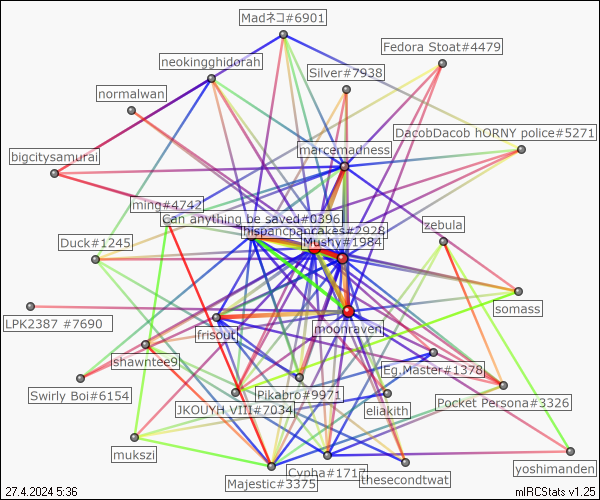 Madネコ#6901
Fedora Stoat#4479
neokingghidorah
Silver#7938
normalwan
DacobDacob hORNY police#5271
marcemadness
bigcitysamurai
ming#4742
Can anything be saved#0396
zebula
hispancpancakes#2928
Mushy#1984
Duck#1245
somass
LPK2387 #7690
moonraven
frisout
shawntee9
Eg.Master#1378
Swirly Boi#6154
Pikabro#9971
Pocket Persona#3326
JKOUYH VIII#7034
eliakith
mukszi
yoshimanden
Cypha#1717
thesecondtwat
Majestic#3375
27.4.2024 5:36
mIRCStats v1.25